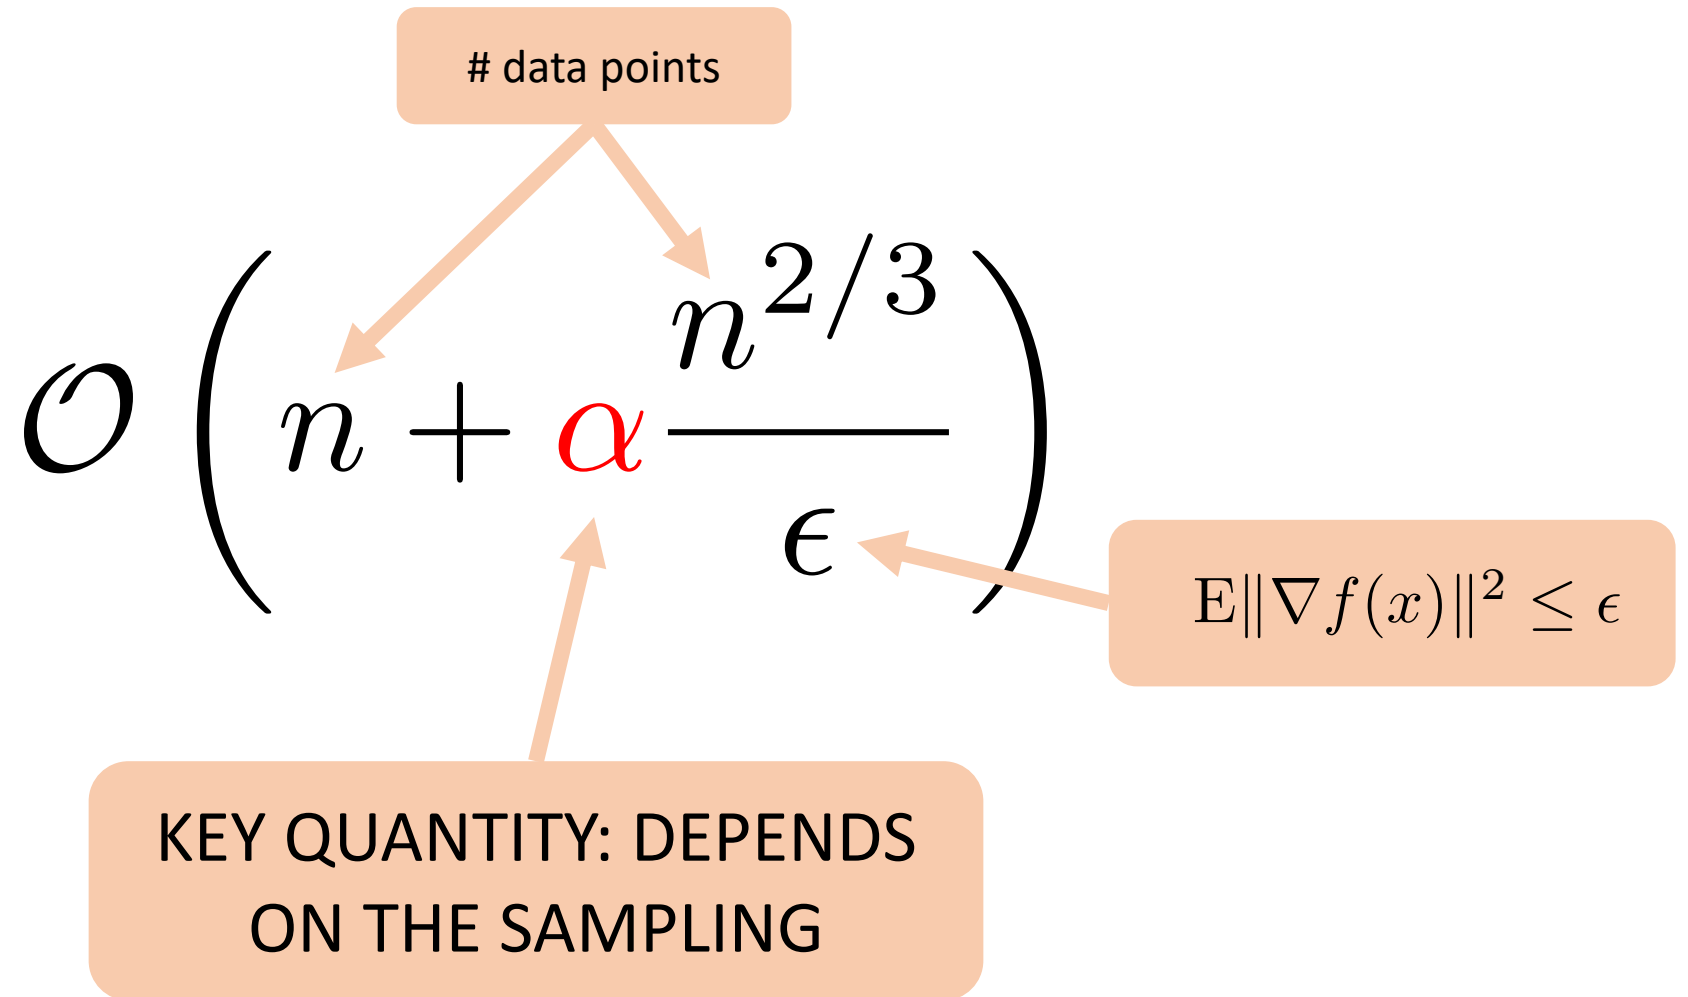 # data points
𝒪 ( n + α n^{2/3} / ϵ )
E‖∇f(x)‖² ≤ ϵ
KEY QUANTITY: DEPENDS
ON THE SAMPLING